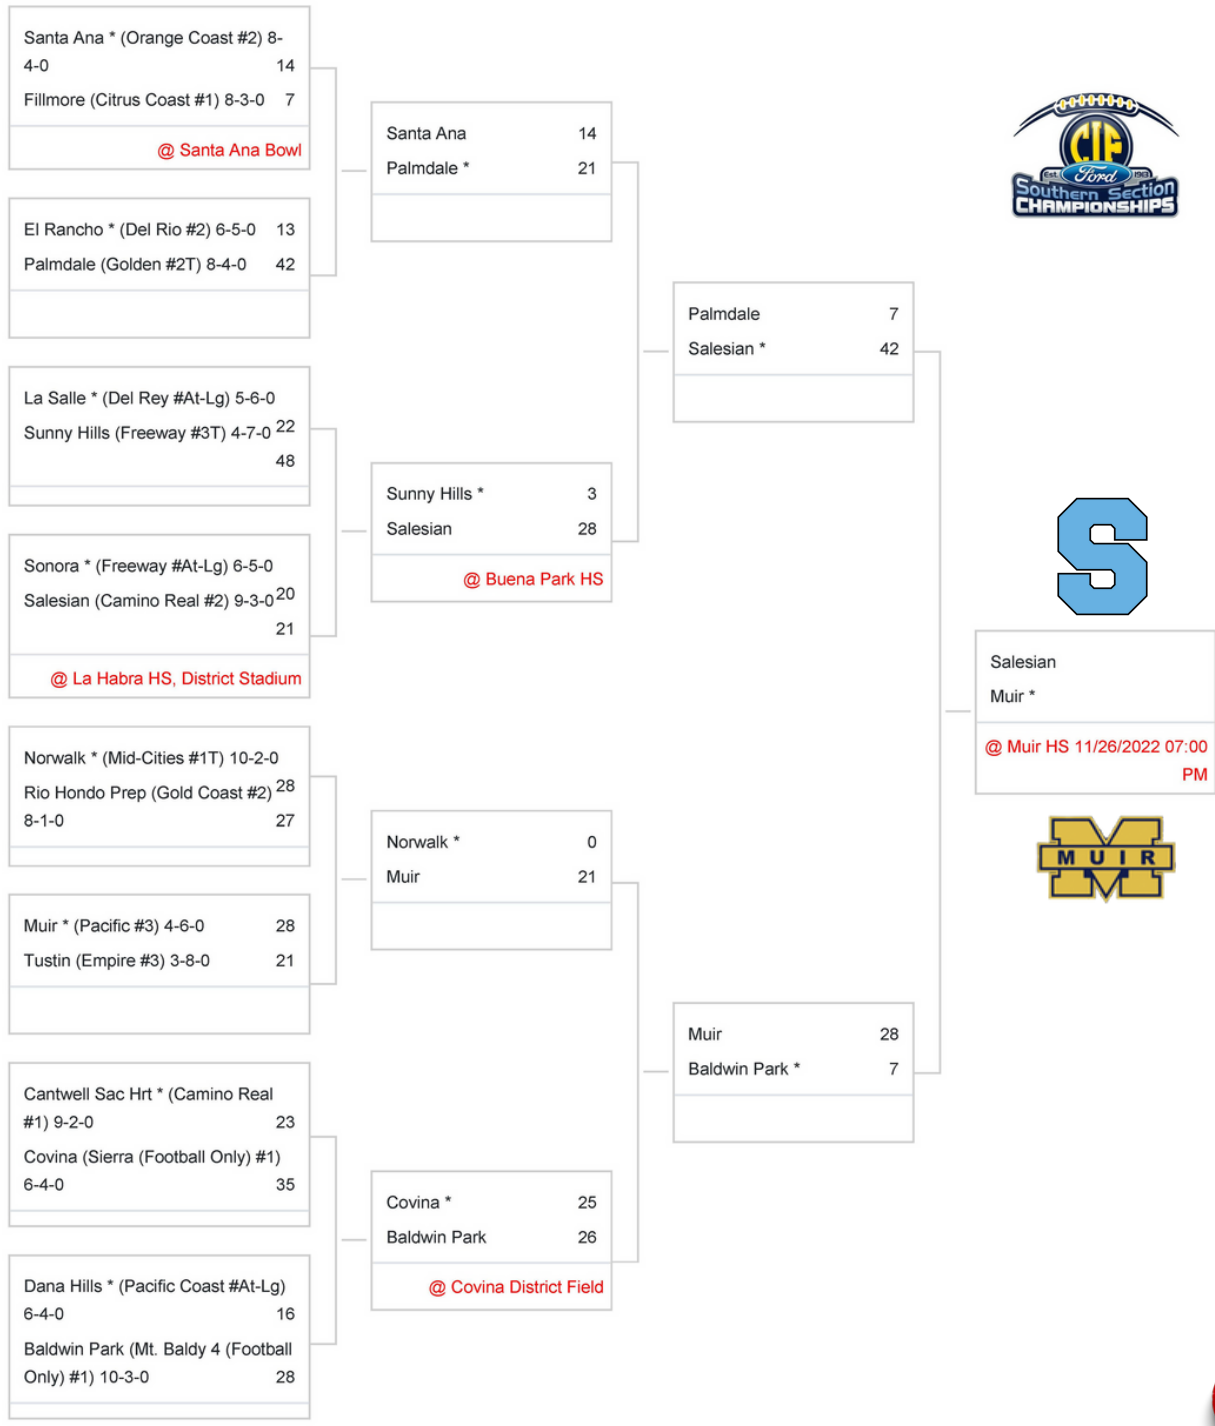 Santa Ana * (Orange Coast #2) 8-
4-0 14
Fillmore (Citrus Coast #1) 8-3-0 7
@ Santa Ana Bowl
El Rancho * (Del Rio #2) 6-5-0 13
Palmdale (Golden #2T) 8-4-0 42
La Salle * (Del Rey #At-Lg) 5-6-0
Sunny Hills (Freeway #3T) 4-7-0 22
48
Sonora * (Freeway #At-Lg) 6-5-0
Salesian (Camino Real #2) 9-3-0 20
21
@ La Habra HS, District Stadium
Norwalk * (Mid-Cities #1T) 10-2-0
Rio Hondo Prep (Gold Coast #2) 28
8-1-0 27
Muir * (Pacific #3) 4-6-0 28
Tustin (Empire #3) 3-8-0 21
Cantwell Sac Hrt * (Camino Real
#1) 9-2-0 23
Covina (Sierra (Football Only) #1)
6-4-0 35
Dana Hills * (Pacific Coast #At-Lg)
6-4-0 16
Baldwin Park (Mt. Baldy 4 (Football
Only) #1) 10-3-0 28
Santa Ana 14
Palmdale * 21
Sunny Hills * 3
Salesian 28
@ Buena Park HS
Norwalk * 0
Muir 21
Covina * 25
Baldwin Park 26
@ Covina District Field
Palmdale 7
Salesian * 42
Muir 28
Baldwin Park * 7
CIF
Est. Ford 1913
Southern Section
CHAMPIONSHIPS
S
Salesian
Muir *
@ Muir HS 11/26/2022 07:00
PM
MUIR